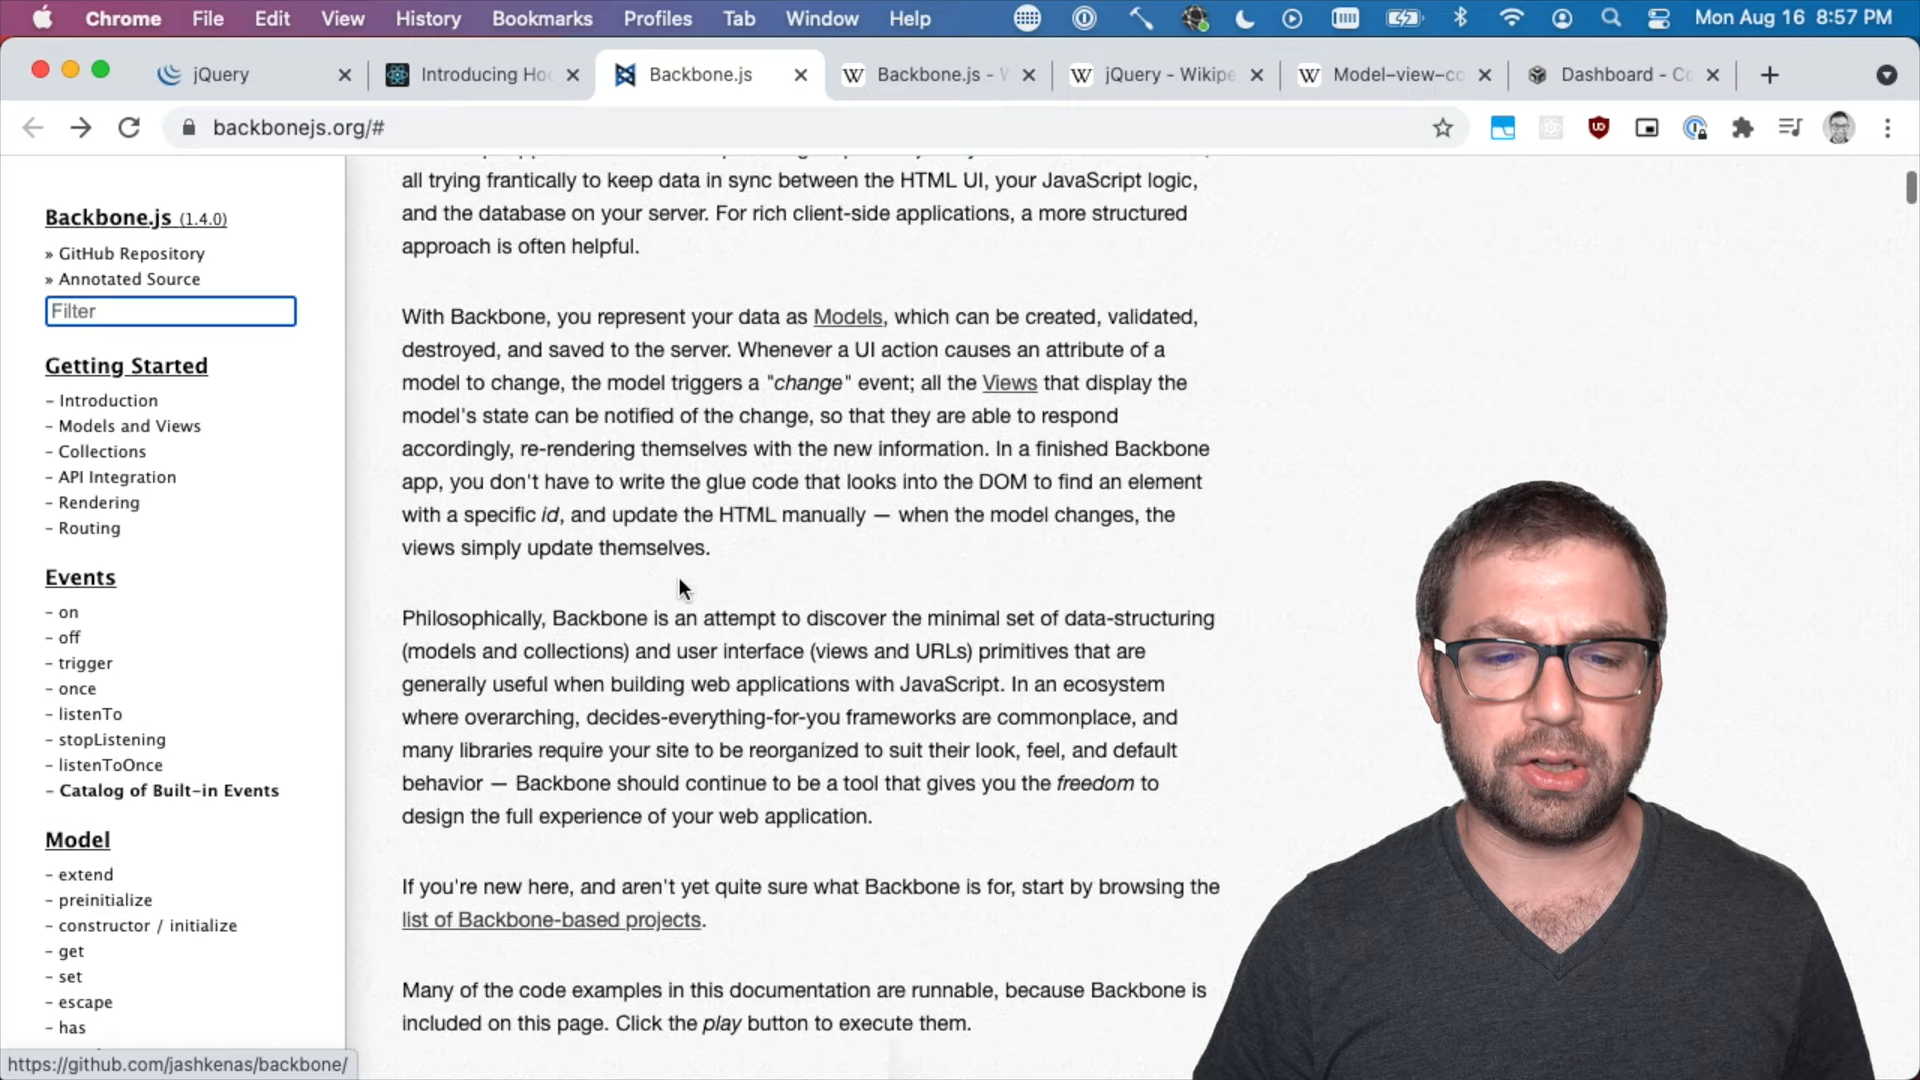 Chrome File Edit View History Bookmarks Profiles Tab Window Help Mon Aug 16 8:57 PM
jQuery Introducing Ho Backbone.js Backbone.js - W jQuery - Wikipe Model–view–co Dashboard - Co
backbonejs.org/#
Backbone.js (1.4.0)
» GitHub Repository
» Annotated Source
Filter
Getting Started
– Introduction
– Models and Views
– Collections
– API Integration
– Rendering
– Routing
Events
– on
– off
– trigger
– once
– listenTo
– stopListening
– listenToOnce
– Catalog of Built-in Events
Model
– extend
– preinitialize
– constructor / initialize
– get
– set
– escape
– has
https://github.com/jashkenas/backbone/
all trying frantically to keep data in sync between the HTML UI, your JavaScript logic,
and the database on your server. For rich client-side applications, a more structured
approach is often helpful.
With Backbone, you represent your data as Models, which can be created, validated,
destroyed, and saved to the server. Whenever a UI action causes an attribute of a
model to change, the model triggers a "change" event; all the Views that display the
model's state can be notified of the change, so that they are able to respond
accordingly, re-rendering themselves with the new information. In a finished Backbone
app, you don't have to write the glue code that looks into the DOM to find an element
with a specific id, and update the HTML manually — when the model changes, the
views simply update themselves.
Philosophically, Backbone is an attempt to discover the minimal set of data-structuring
(models and collections) and user interface (views and URLs) primitives that are
generally useful when building web applications with JavaScript. In an ecosystem
where overarching, decides-everything-for-you frameworks are commonplace, and
many libraries require your site to be reorganized to suit their look, feel, and default
behavior — Backbone should continue to be a tool that gives you the freedom to
design the full experience of your web application.
If you're new here, and aren't yet quite sure what Backbone is for, start by browsing the
list of Backbone-based projects.
Many of the code examples in this documentation are runnable, because Backbone is
included on this page. Click the play button to execute them.